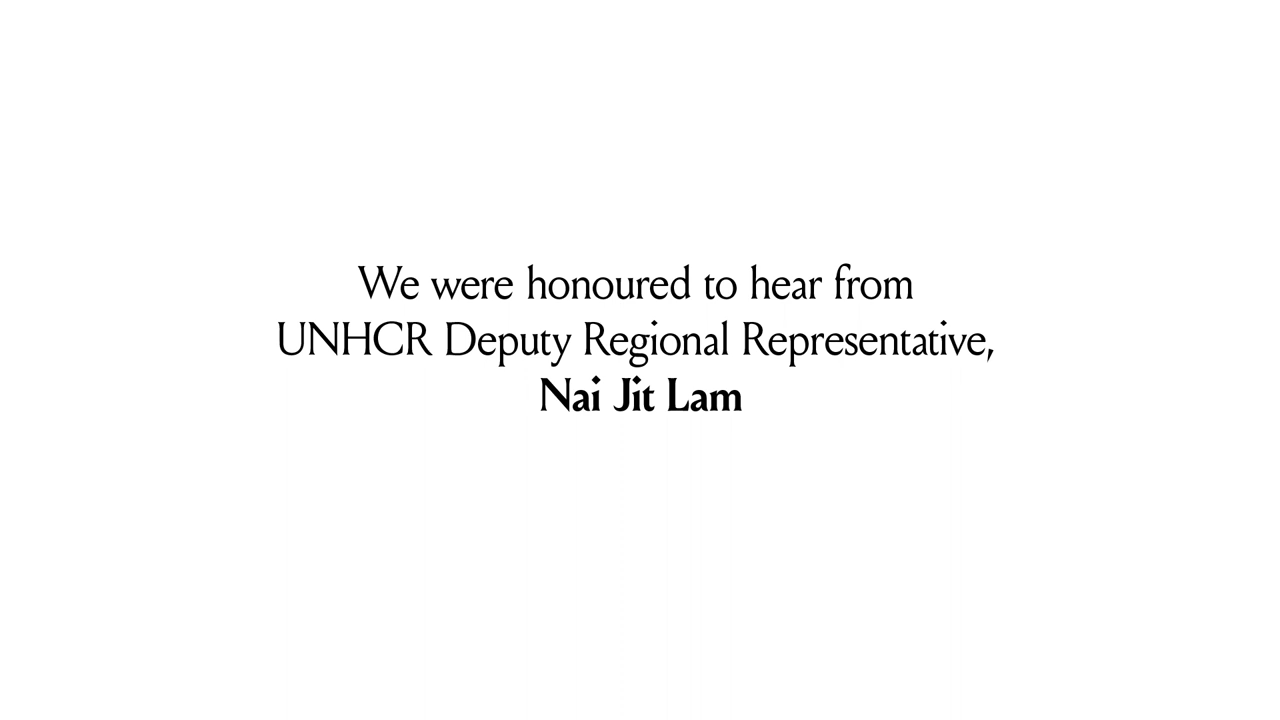 We were honoured to hear from
UNHCR Deputy Regional Representative,
Nai Jit Lam